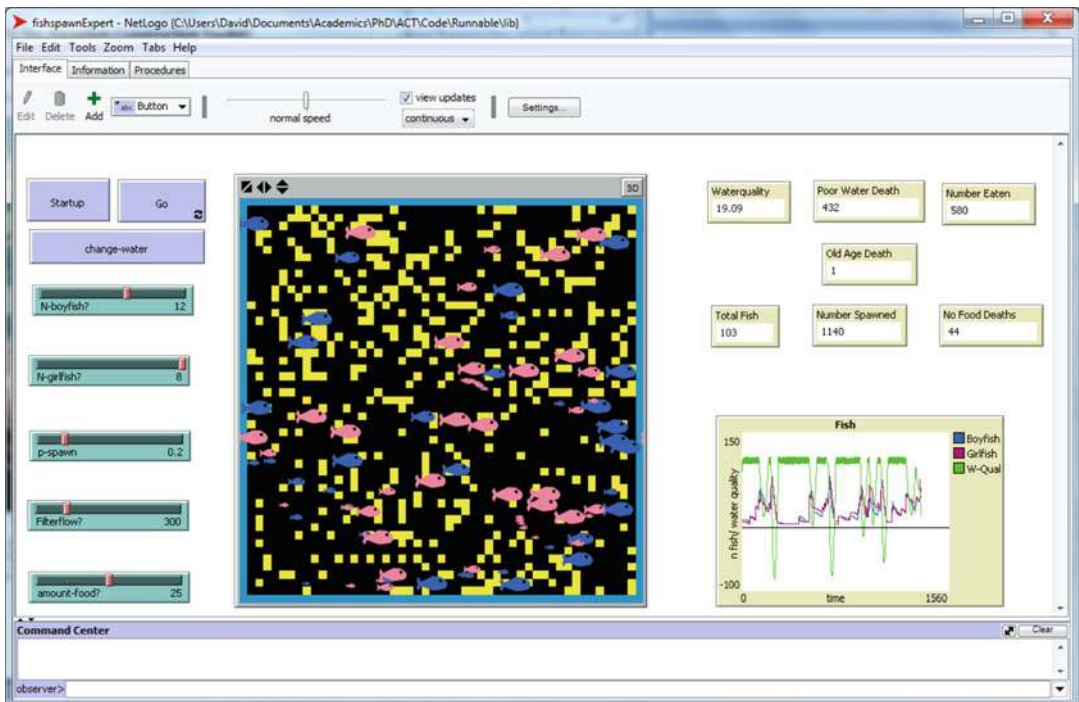 fishspawnExpert - NetLogo {C:\Users\David\Documents\Academics\PhD\ACT\Code\Runnable\lib}
File Edit Tools Zoom Tabs Help
Interface Information Procedures
Edit Delete Add abc Button normal speed view updates continuous Settings...
3D
Startup Go
change-water
N-boyfish? 12
N-girlfish? 8
p-spawn 0.2
Filterflow? 300
amount-food? 25
Waterquality
19.09
Poor Water Death
432
Number Eaten
580
Old Age Death
1
Total Fish
103
Number Spawned
1140
No Food Deaths
44
Fish
150
n fish/ water quality
-100
0 time 1560
Boyfish
Girlfish
W-Qual
Command Center Clear
observer>